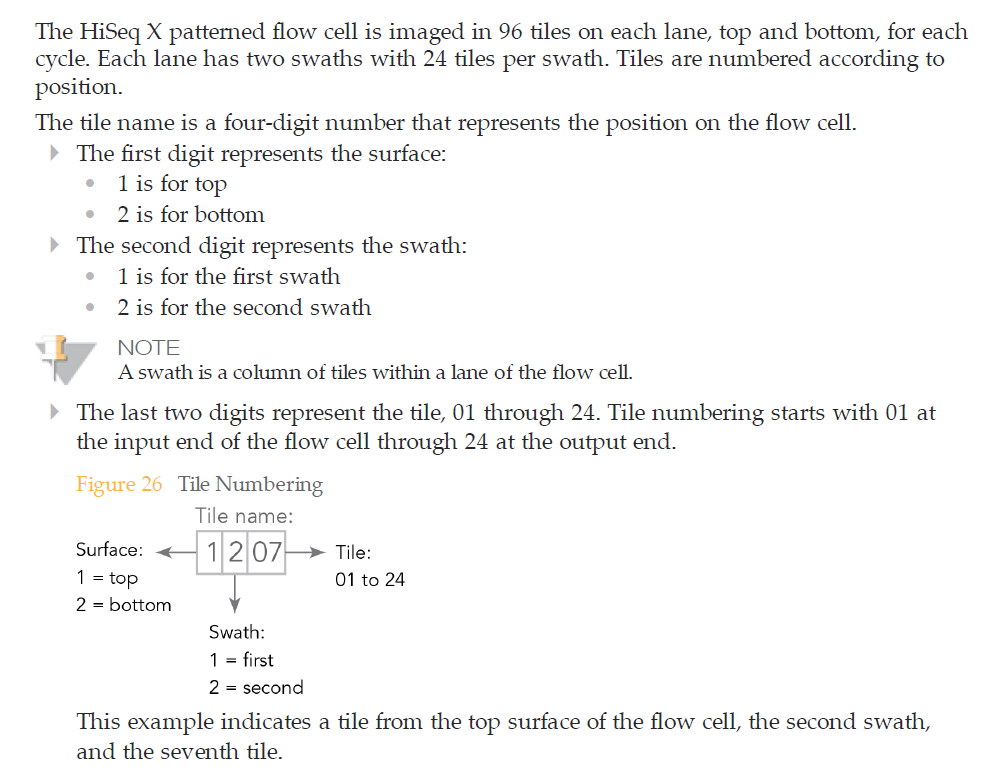 The HiSeq X patterned flow cell is imaged in 96 tiles on each lane, top and bottom, for each
cycle. Each lane has two swaths with 24 tiles per swath. Tiles are numbered according to
position.
The tile name is a four-digit number that represents the position on the flow cell.
The first digit represents the surface:
1 is for top
2 is for bottom
The second digit represents the swath:
1 is for the first swath
2 is for the second swath
NOTE
A swath is a column of tiles within a lane of the flow cell.
The last two digits represent the tile, 01 through 24. Tile numbering starts with 01 at
the input end of the flow cell through 24 at the output end.
Figure 26 Tile Numbering
Tile name:
Surface:
1 = top
2 = bottom
1 2 07
Tile:
01 to 24
Swath:
1 = first
2 = second
This example indicates a tile from the top surface of the flow cell, the second swath,
and the seventh tile.